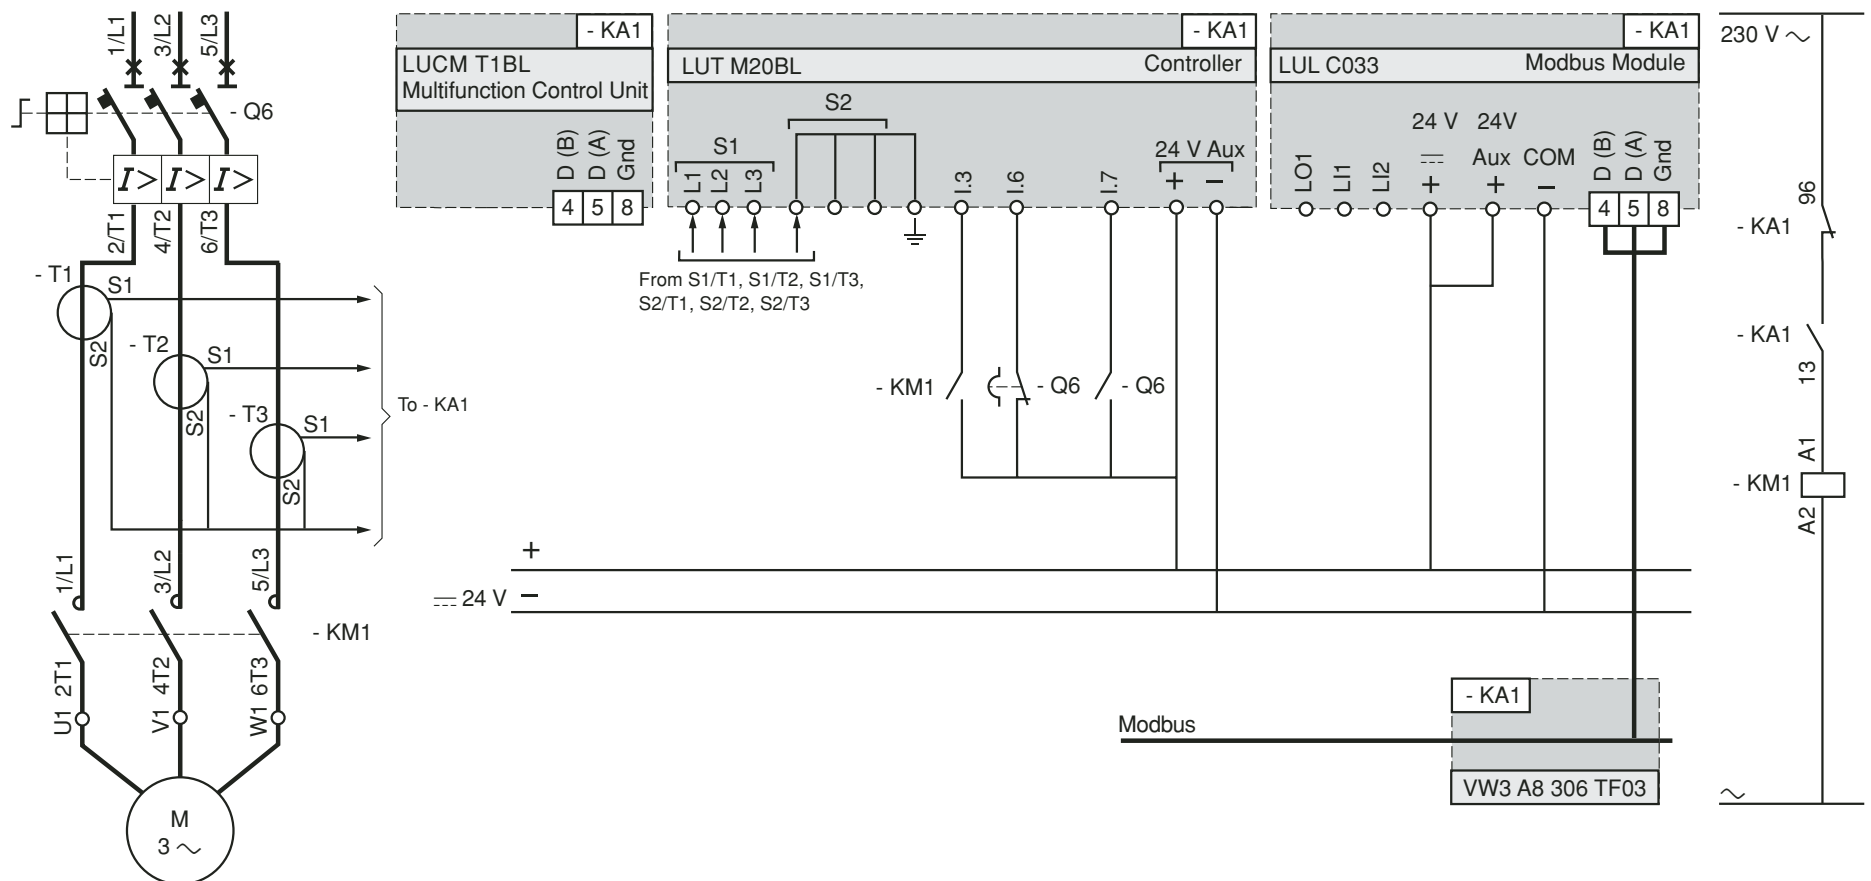 1/L1
3/L2
5/L3
- Q6
I>
I>
I>
2/T1
4/T2
6/T3
- T1
S1
S2
- T2
S1
S2
- T3
S1
S2
To - KA1
1/L1
3/L2
5/L3
- KM1
2T1
4T2
6T3
U1
V1
W1
M
3 ~
- KA1
LUCM T1BL
Multifunction Control Unit
D (B)
D (A)
Gnd
4
5
8
- KA1
LUT M20BL
Controller
S2
S1
24 V Aux
L1
L2
L3
I.3
I.6
I.7
+
−
From S1/T1, S1/T2, S1/T3,
S2/T1, S2/T2, S2/T3
- KM1
- Q6
- Q6
- KA1
LUL C033
Modbus Module
24 V
24V
Aux
COM
LO1
LI1
LI2
+
+
−
D (B)
D (A)
Gnd
4
5
8
+
24 V −
- KA1
Modbus
VW3 A8 306 TF03
230 V ~
96
- KA1
- KA1
13
A1
- KM1
A2
~